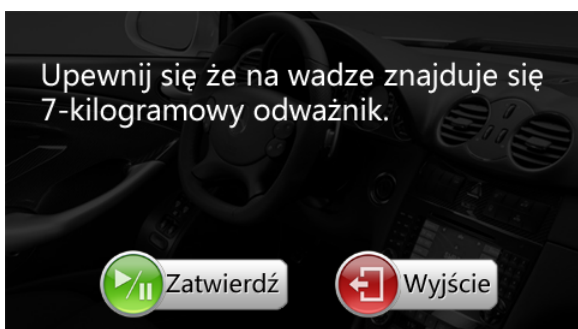 Upewnij się że na wadze znajduje się
7-kilogramowy odważnik.
Zatwierdź
Wyjście